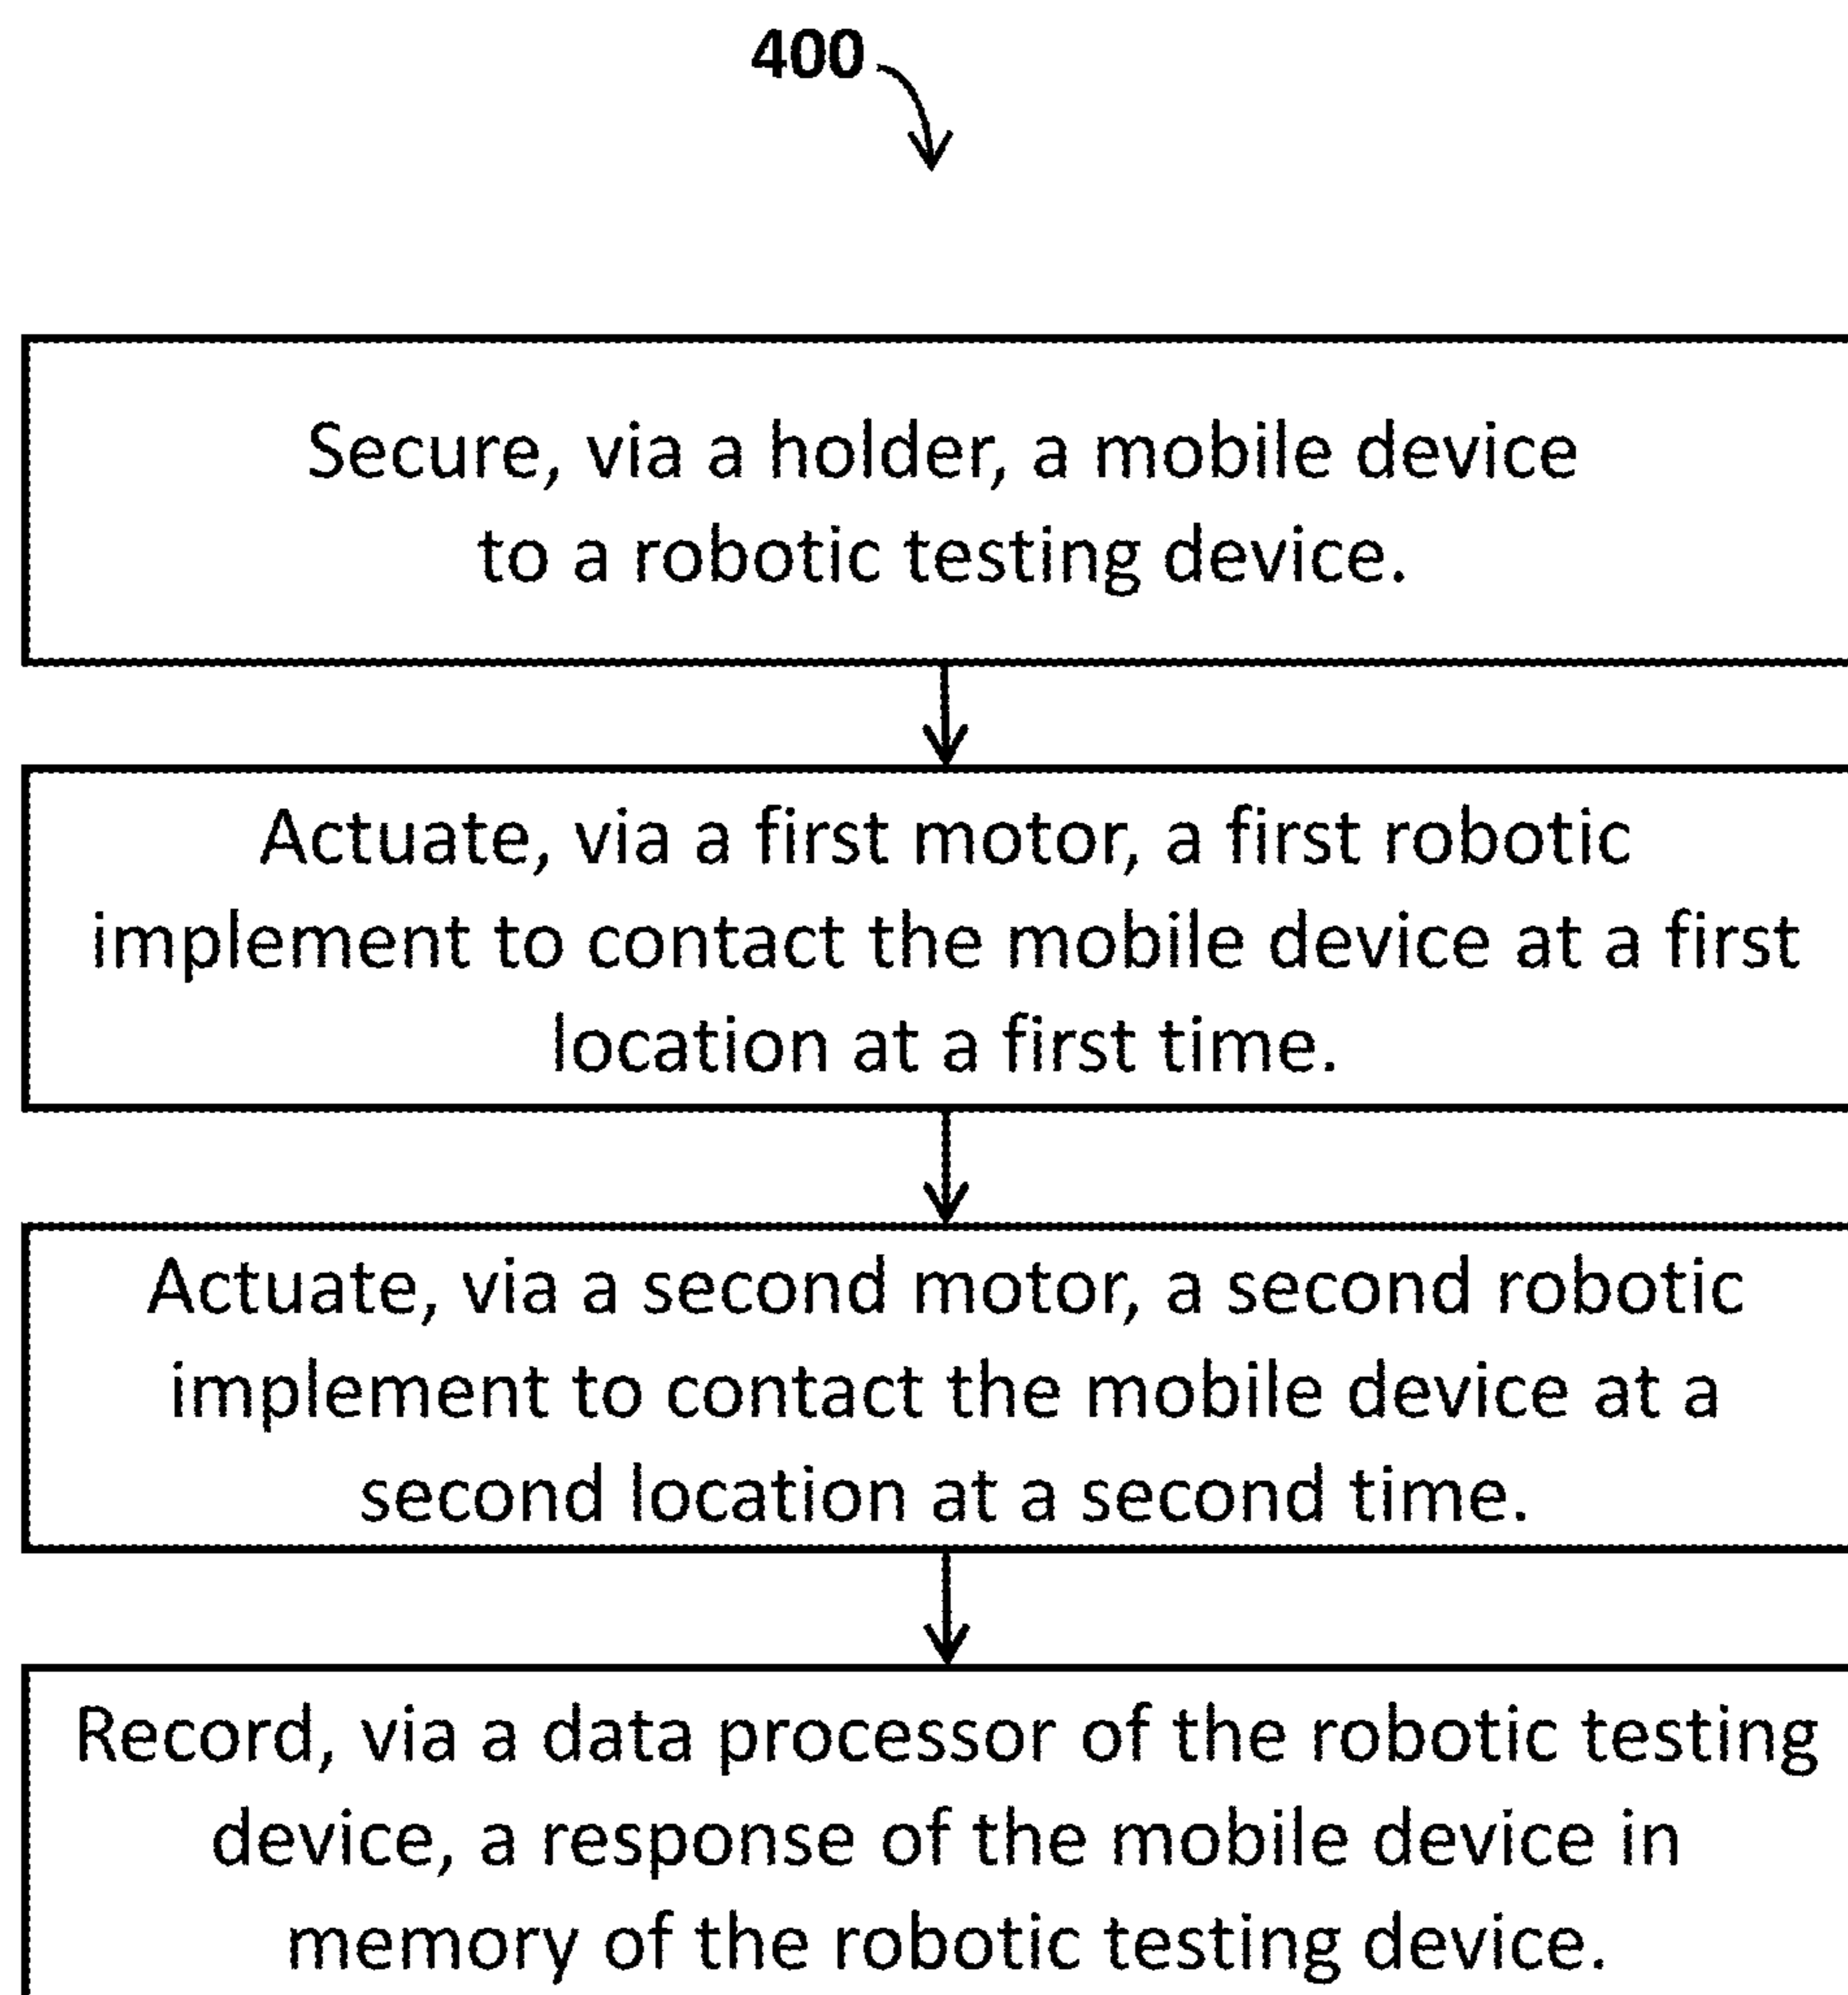 400
Secure, via a holder, a mobile device
to a robotic testing device.
Actuate, via a first motor, a first robotic
implement to contact the mobile device at a first
location at a first time.
Actuate, via a second motor, a second robotic
implement to contact the mobile device at a
second location at a second time.
Record, via a data processor of the robotic testing
device, a response of the mobile device in
memory of the robotic testing device.